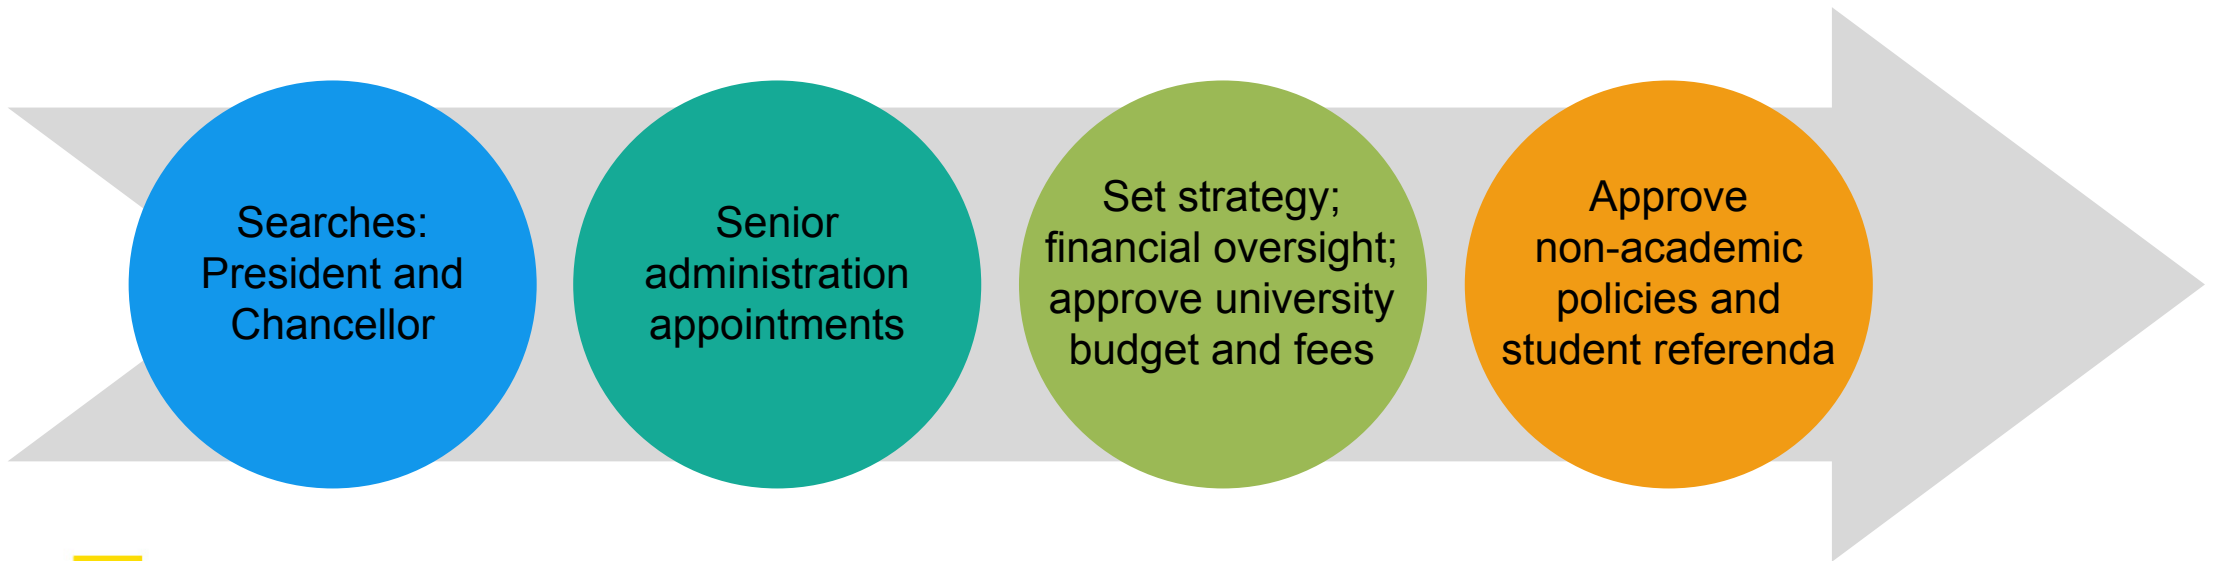 Searches:
President and
Chancellor
Senior
administration
appointments
Set strategy;
financial oversight;
approve university
budget and fees
Approve
non-academic
policies and
student referenda